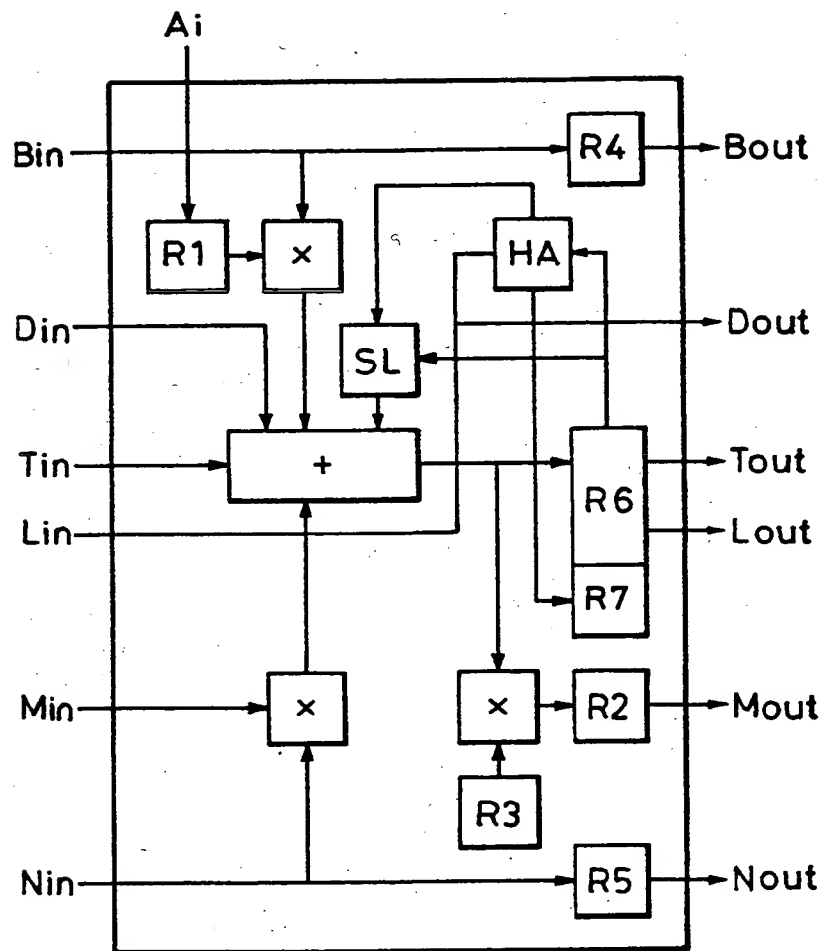 Ai
Bin R4 Bout
R1 × HA
Din Dout
SL
Tin + Tout
R6
Lin Lout
R7
Min × × R2 Mout
R3
Nin R5 Nout